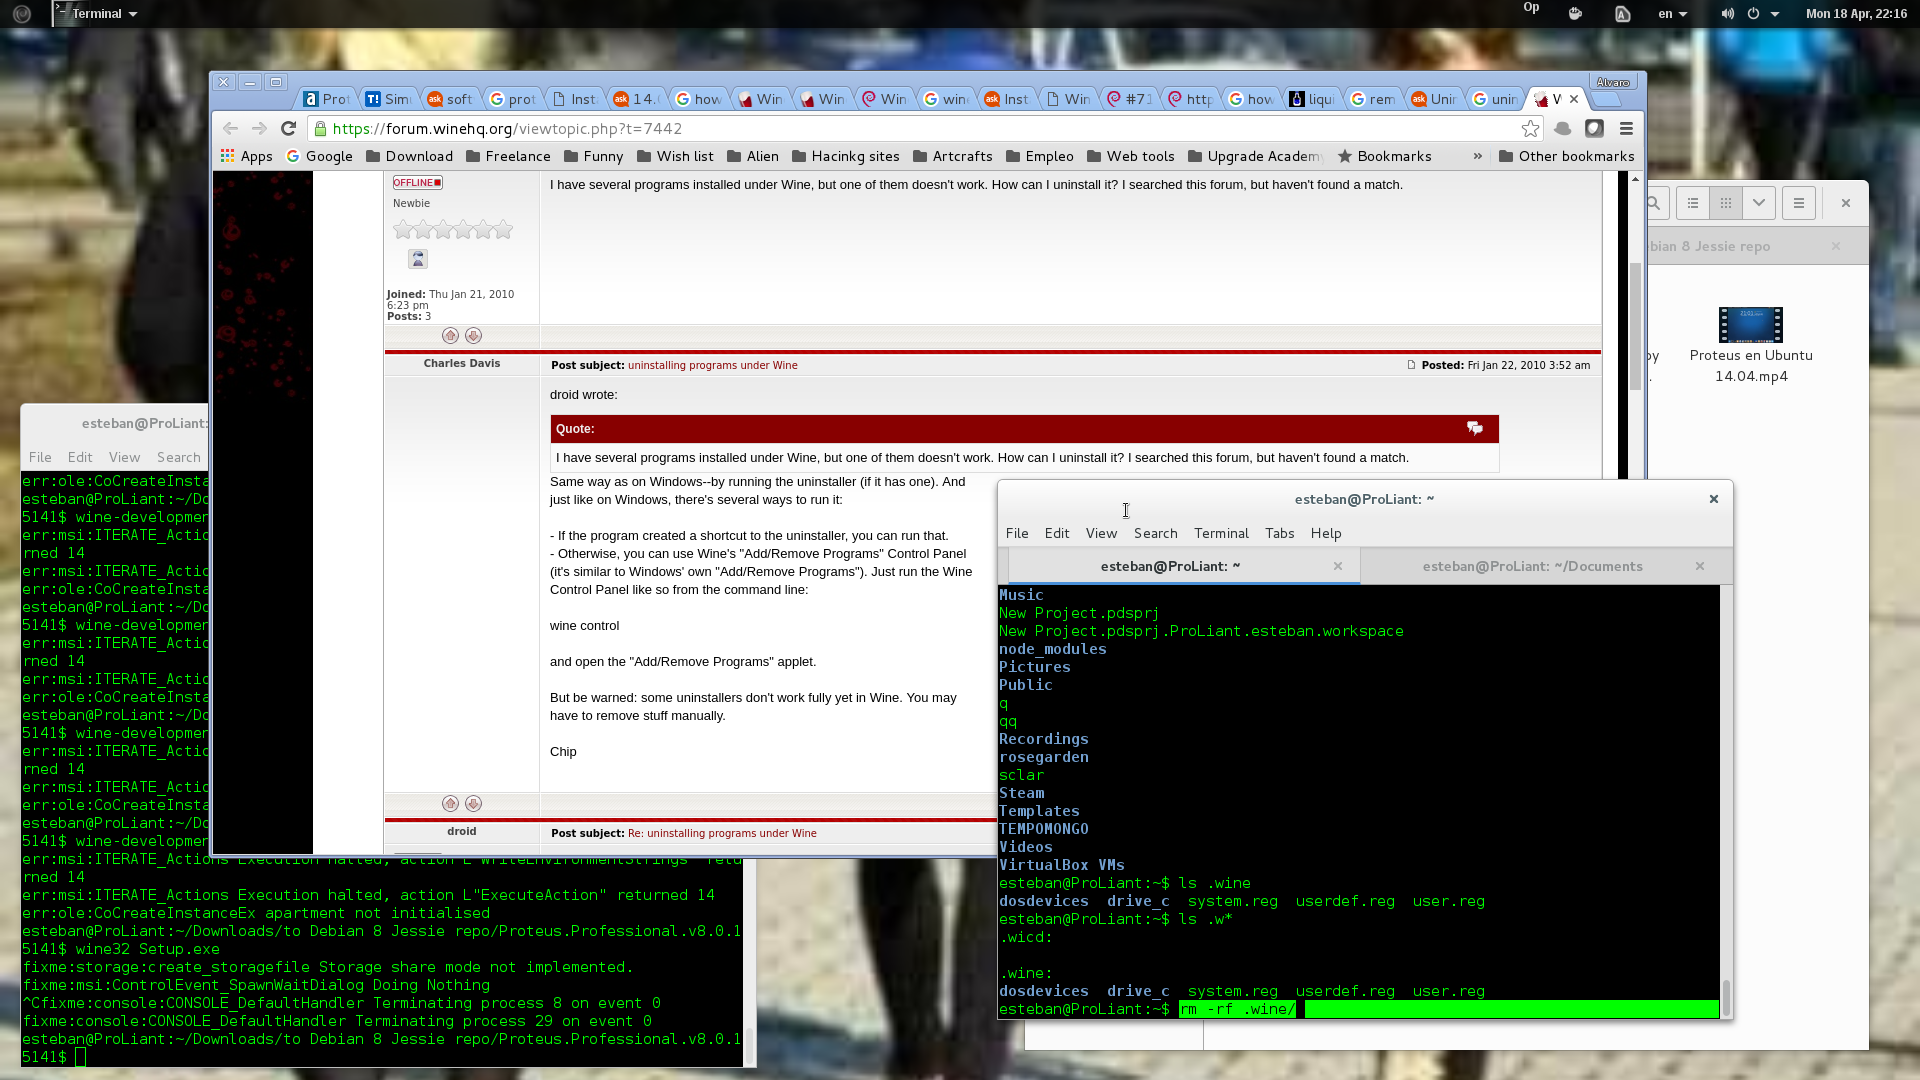 Terminal
Op
en
Mon 18 Apr, 22:16
Alvaro
Prot
Sim
soft
prot
Inst
14.
how
Win
Win
Win
wine
Inst
Win
#71
http
how
liqui
rem
Unin
unin
W
https://forum.winehq.org/viewtopic.php?t=7442
Apps Google Download Freelance Funny Wish list Alien Hacinkg sites Artcrafts Empleo Web tools Upgrade Academ Bookmarks » Other bookmarks
OFFLINE
Newbie
Joined: Thu Jan 21, 2010
6:23 pm
Posts: 3
I have several programs installed under Wine, but one of them doesn't work. How can I uninstall it? I searched this forum, but haven't found a match.
Charles Davis
Post subject: uninstalling programs under Wine
Posted: Fri Jan 22, 2010 3:52 am
droid wrote:
Quote:
I have several programs installed under Wine, but one of them doesn't work. How can I uninstall it? I searched this forum, but haven't found a match.
Same way as on Windows--by running the uninstaller (if it has one). And
just like on Windows, there's several ways to run it:
- If the program created a shortcut to the uninstaller, you can run that.
- Otherwise, you can use Wine's "Add/Remove Programs" Control Panel
(it's similar to Windows' own "Add/Remove Programs"). Just run the Wine
Control Panel like so from the command line:
wine control
and open the "Add/Remove Programs" applet.
But be warned: some uninstallers don't work fully yet in Wine. You may
have to remove stuff manually.
Chip
droid
Post subject: Re: uninstalling programs under Wine
ebian 8 Jessie repo
by
.
Proteus en Ubuntu
14.04.mp4
esteban@ProLiant:
File Edit View Search
err:ole:CoCreateInsta
esteban@ProLiant:~/Do
5141$ wine-developmen
err:msi:ITERATE_Actio
rned 14
err:msi:ITERATE_Actio
err:ole:CoCreateInsta
esteban@ProLiant:~/Do
5141$ wine-developmen
err:msi:ITERATE_Actio
rned 14
err:msi:ITERATE_Actio
err:ole:CoCreateInsta
esteban@ProLiant:~/Do
5141$ wine-developmen
err:msi:ITERATE_Actio
rned 14
err:msi:ITERATE_Actio
err:ole:CoCreateInsta
esteban@ProLiant:~/Do
5141$ wine-developmen
err:msi:ITERATE_Actions Execution halted, action L"WriteEnvironmentStrings" retu
rned 14
err:msi:ITERATE_Actions Execution halted, action L"ExecuteAction" returned 14
err:ole:CoCreateInstanceEx apartment not initialised
esteban@ProLiant:~/Downloads/to Debian 8 Jessie repo/Proteus.Professional.v8.0.1
5141$ wine32 Setup.exe
fixme:storage:create_storagefile Storage share mode not implemented.
fixme:msi:ControlEvent_SpawnWaitDialog Doing Nothing
^Cfixme:console:CONSOLE_DefaultHandler Terminating process 8 on event 0
fixme:console:CONSOLE_DefaultHandler Terminating process 29 on event 0
esteban@ProLiant:~/Downloads/to Debian 8 Jessie repo/Proteus.Professional.v8.0.1
5141$
esteban@ProLiant: ~
File Edit View Search Terminal Tabs Help
esteban@ProLiant: ~
esteban@ProLiant: ~/Documents
Music
New Project.pdsprj
New Project.pdsprj.ProLiant.esteban.workspace
node_modules
Pictures
Public
q
qq
Recordings
rosegarden
sclar
Steam
Templates
TEMPOMONGO
Videos
VirtualBox VMs
esteban@ProLiant:~$ ls .wine
dosdevices drive_c system.reg userdef.reg user.reg
esteban@ProLiant:~$ ls .w*
.wicd:
.wine:
dosdevices drive_c system.reg userdef.reg user.reg
esteban@ProLiant:~$ rm -rf .wine/